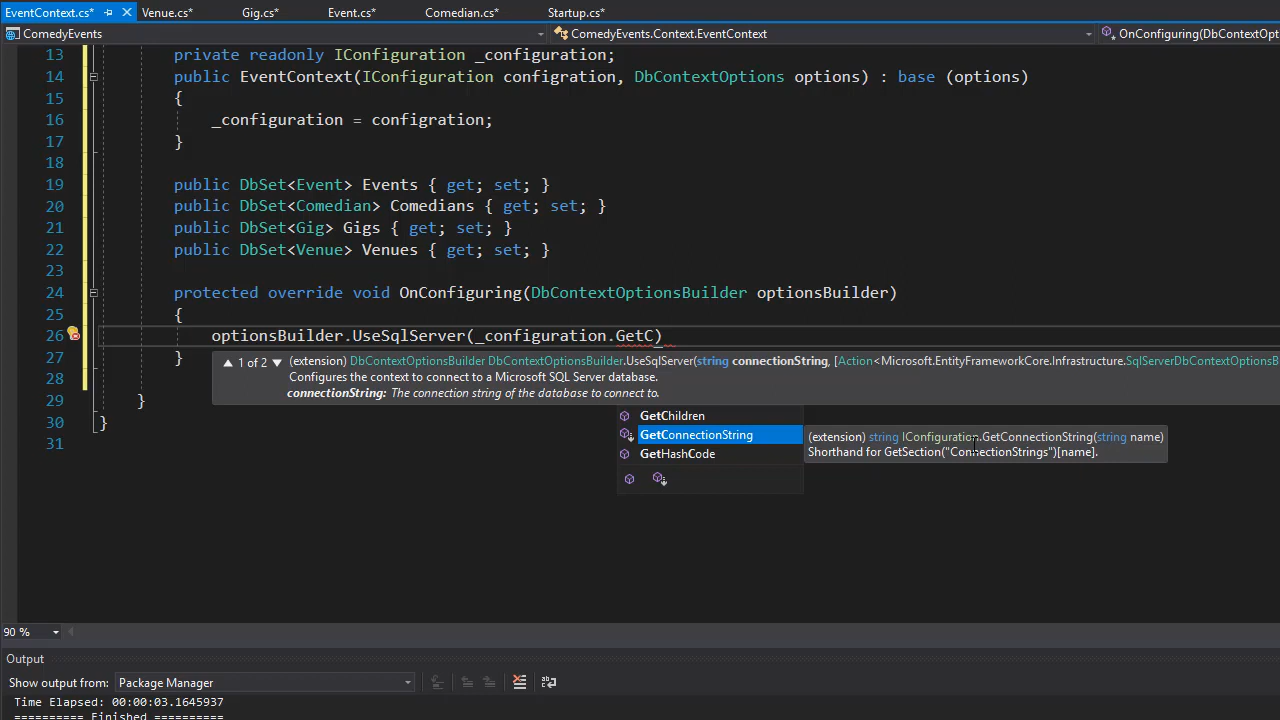 EventContext.cs* Venue.cs* Gig.cs* Event.cs* Comedian.cs* Startup.cs*
ComedyEvents ComedyEvents.Context.EventContext OnConfiguring(DbContextOpt
13 private readonly IConfiguration _configuration;
14 public EventContext(IConfiguration configration, DbContextOptions options) : base (options)
15 {
16 _configuration = configration;
17 }
18
19 public DbSet<Event> Events { get; set; }
20 public DbSet<Comedian> Comedians { get; set; }
21 public DbSet<Gig> Gigs { get; set; }
22 public DbSet<Venue> Venues { get; set; }
23
24 protected override void OnConfiguring(DbContextOptionsBuilder optionsBuilder)
25 {
26 optionsBuilder.UseSqlServer(_configuration.GetC)
27 }
1 of 2 (extension) DbContextOptionsBuilder DbContextOptionsBuilder.UseSqlServer(string connectionString, [Action<Microsoft.EntityFrameworkCore.Infrastructure.SqlServerDbContextOptionsB
28 Configures the context to connect to a Microsoft SQL Server database.
connectionString: The connection string of the database to connect to.
29 }
GetChildren
30 }
GetConnectionString (extension) string IConfiguration.GetConnectionString(string name)
31
GetHashCode Shorthand for GetSection("ConnectionStrings")[name].
90 %
Output
Show output from: Package Manager
Time Elapsed: 00:00:03.1645937
========== Finished ==========